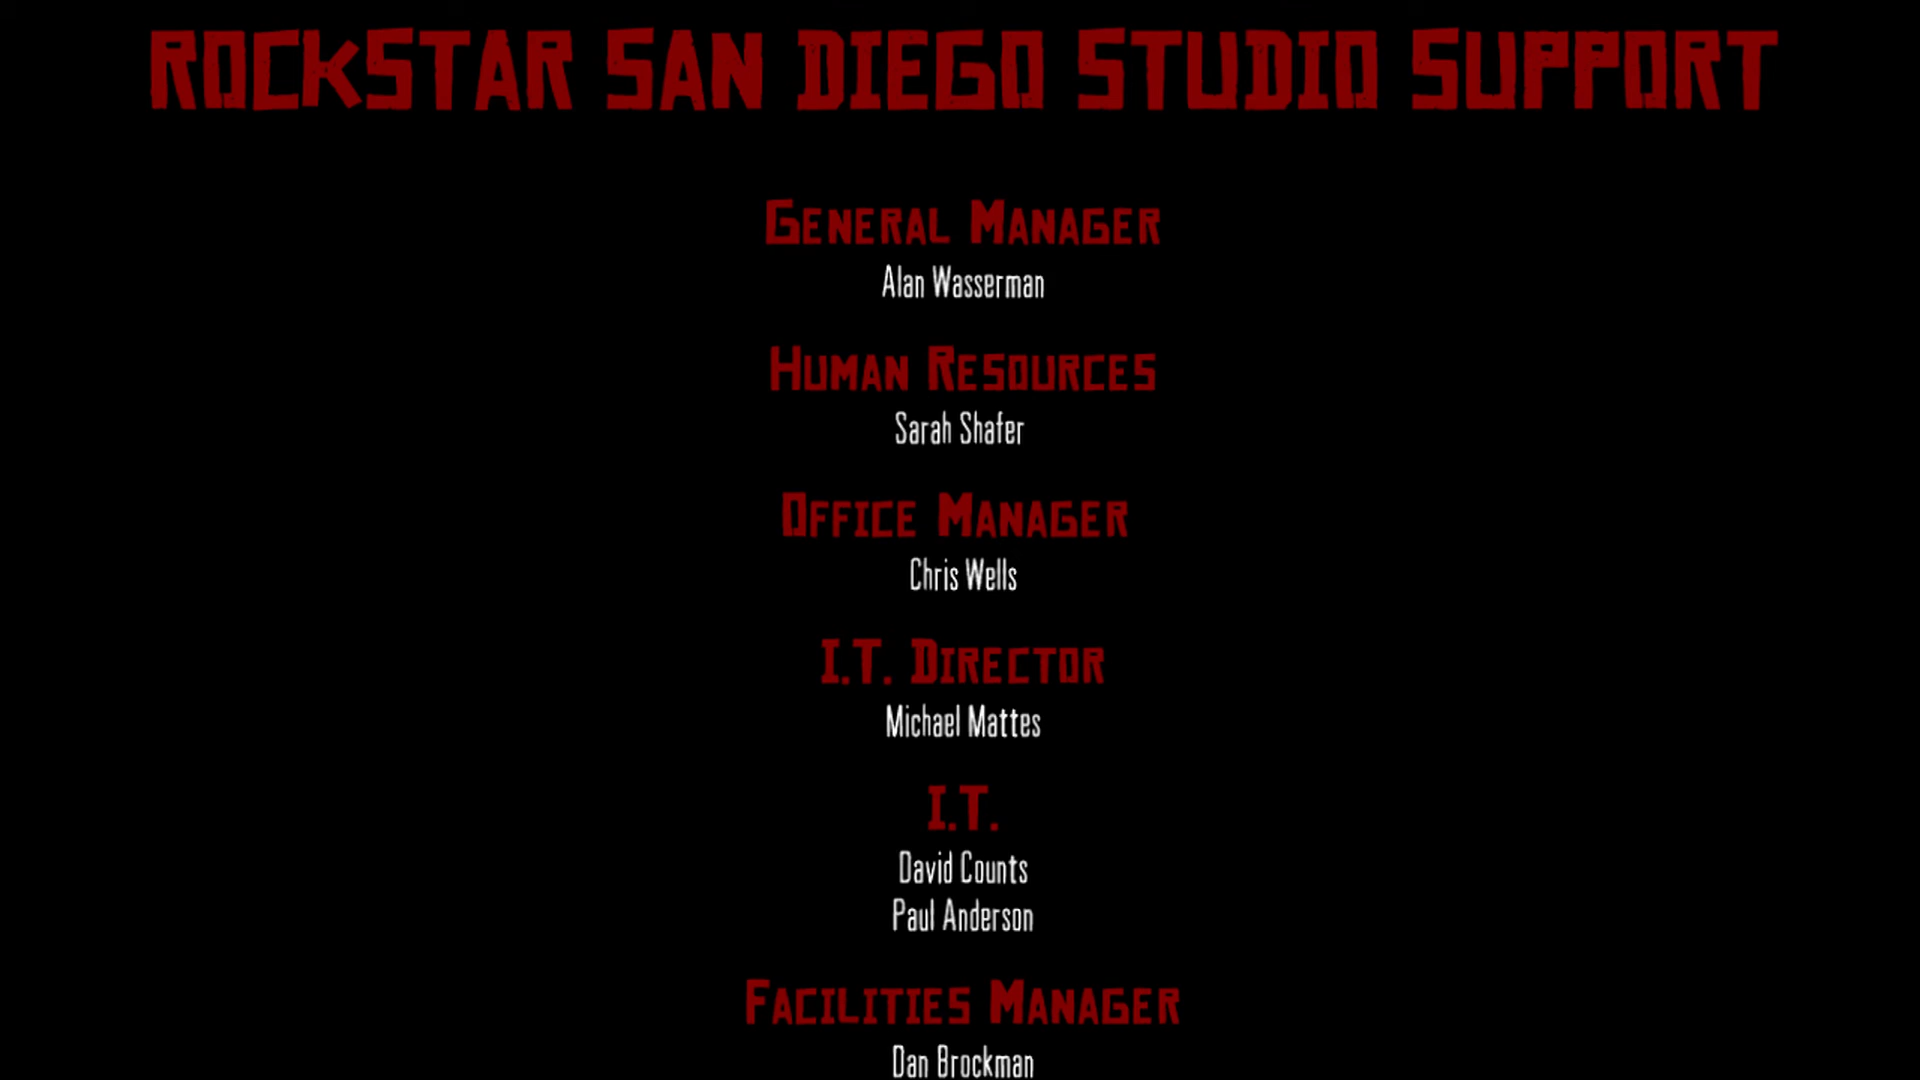 ROCKSTAR SAN DIEGO STUDIO SUPPORT
GENERAL MANAGER
Alan Wasserman
HUMAN RESOURCES
Sarah Shafer
OFFICE MANAGER
Chris Wells
I.T. DIRECTOR
Michael Mattes
I.T.
David Counts
Paul Anderson
FACILITIES MANAGER
Dan Brockman